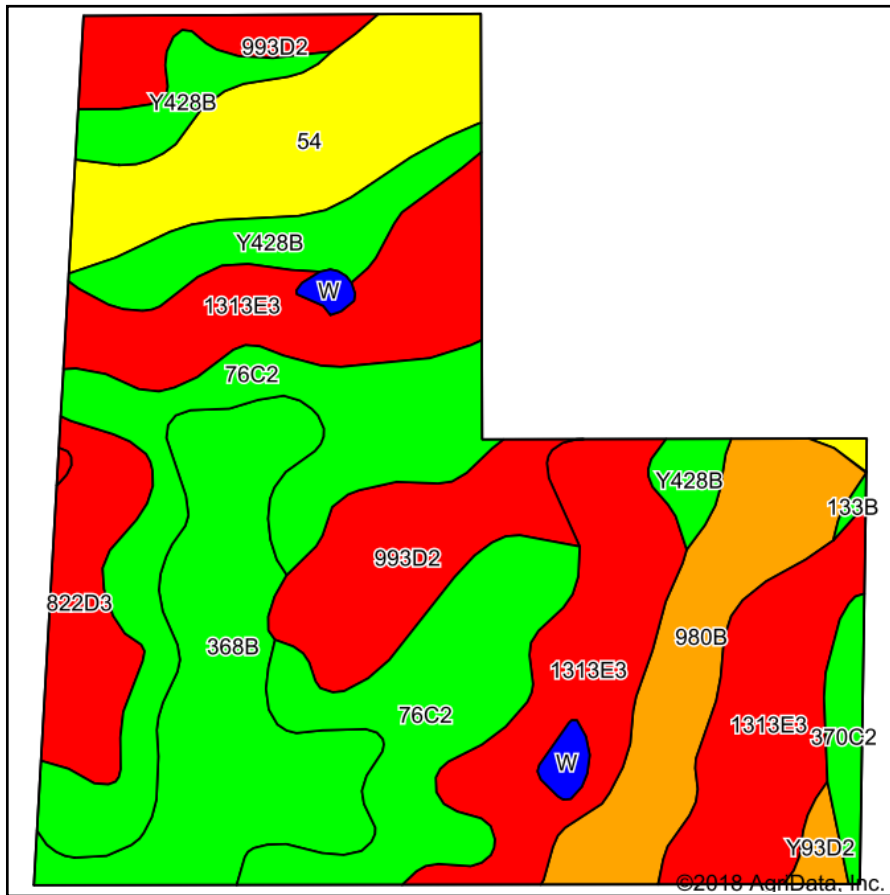 993D2
Y428B
54
Y428B
W
1313E3
76C2
Y428B
133B
993D2
822D3
980B
368B
1313E3
76C2
1313E3
370C2
W
Y93D2
©2018 AgriData, Inc.